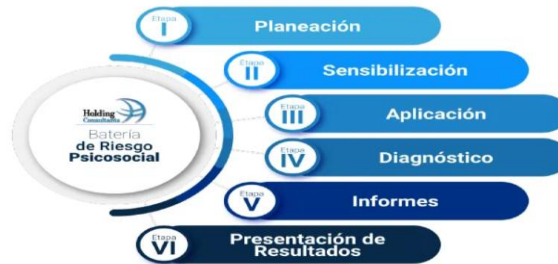 Etapa
I
Planeación
Etapa
II
Sensibilización
Etapa
III
Aplicación
Holding
Consultants
Batería
de Riesgo
Psicosocial
Etapa
IV
Diagnóstico
Etapa
V
Informes
Etapa
VI
Presentación de
Resultados